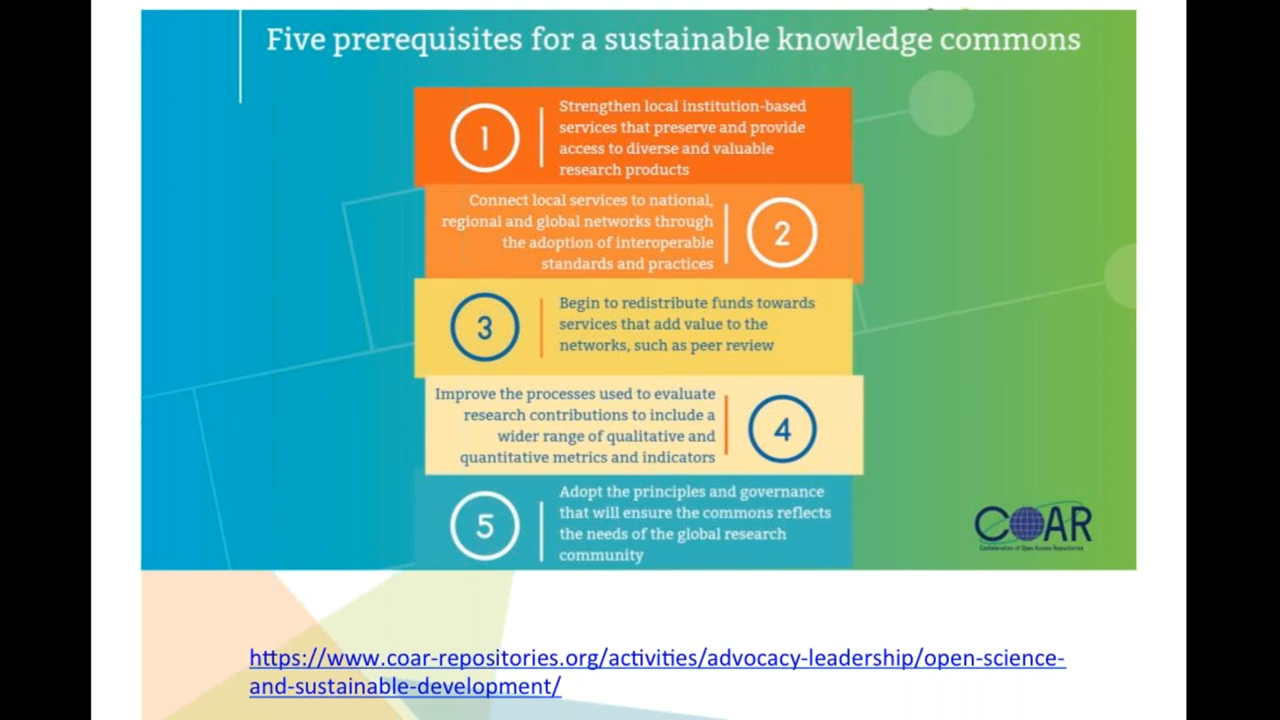 Five prerequisites for a sustainable knowledge commons
1
Strengthen local institution-based
services that preserve and provide
access to diverse and valuable
research products
Connect local services to national,
regional and global networks through
the adoption of interoperable
standards and practices
2
3
Begin to redistribute funds towards
services that add value to the
networks, such as peer review
Improve the processes used to evaluate
research contributions to include a
wider range of qualitative and
quantitative metrics and indicators
4
5
Adopt the principles and governance
that will ensure the commons reflects
the needs of the global research
community
COAR
Confederation of Open Access Repositories
https://www.coar-repositories.org/activities/advocacy-leadership/open-science-
and-sustainable-development/